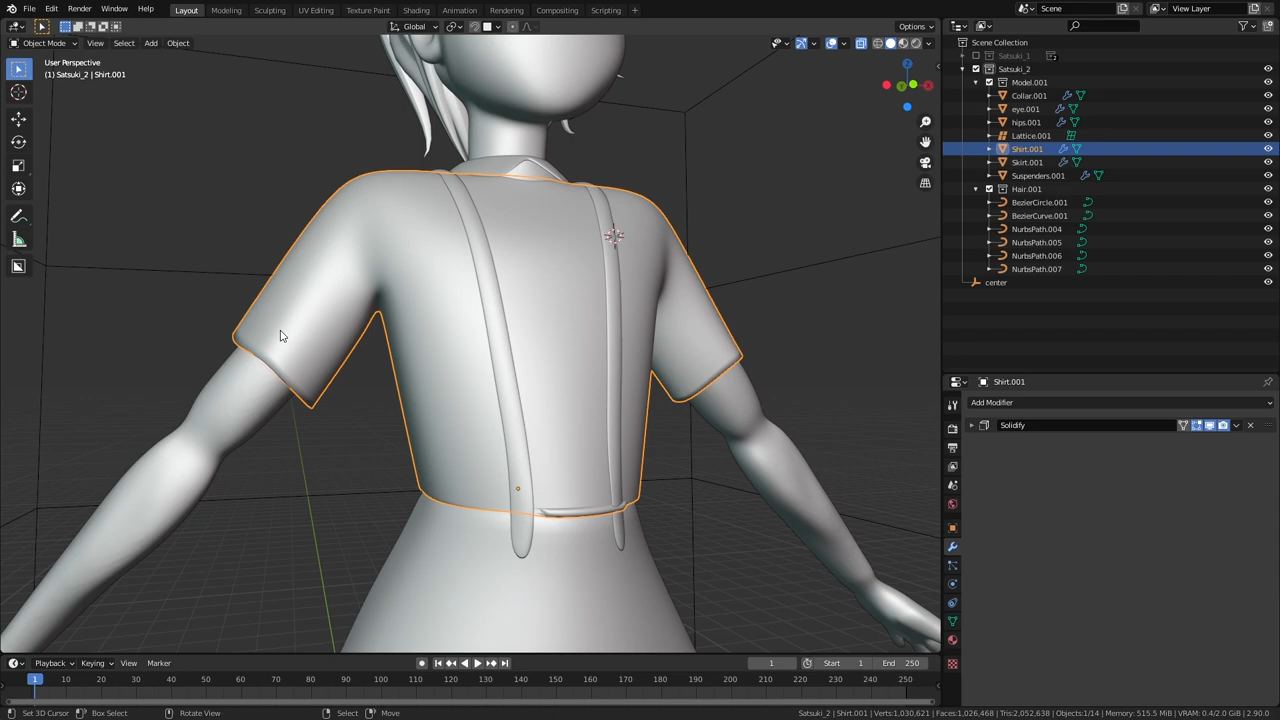 File Edit Render Window Help
Layout Modeling Sculpting UV Editing Texture Paint Shading Animation Rendering Compositing Scripting +
Scene
View Layer
Global
Options
Object Mode View Select Add Object
User Perspective
(1) Satsuki_2 | Shirt.001
Scene Collection
Satsuki_1
Satsuki_2
Model.001
Collar.001
eye.001
hips.001
Lattice.001
Shirt.001
Skirt.001
Suspenders.001
Hair.001
BezierCircle.001
BezierCurve.001
NurbsPath.004
NurbsPath.005
NurbsPath.006
NurbsPath.007
center
Shirt.001
Add Modifier
Solidify
Playback Keying View Marker
1
Start 1
End 250
1 10 20 30 40 50 60 70 80 90 100 110 120 130 140 150 160 170 180 190 200 210 220 230 240 250
Set 3D Cursor Box Select Rotate View Select Move
Satsuki_2 | Shirt.001 | Verts:1,030,621 | Faces:1,026,468 | Tris:2,052,638 | Objects:1/14 | Memory: 515.5 MiB | VRAM: 0.4/2.0 GiB | 2.90.0